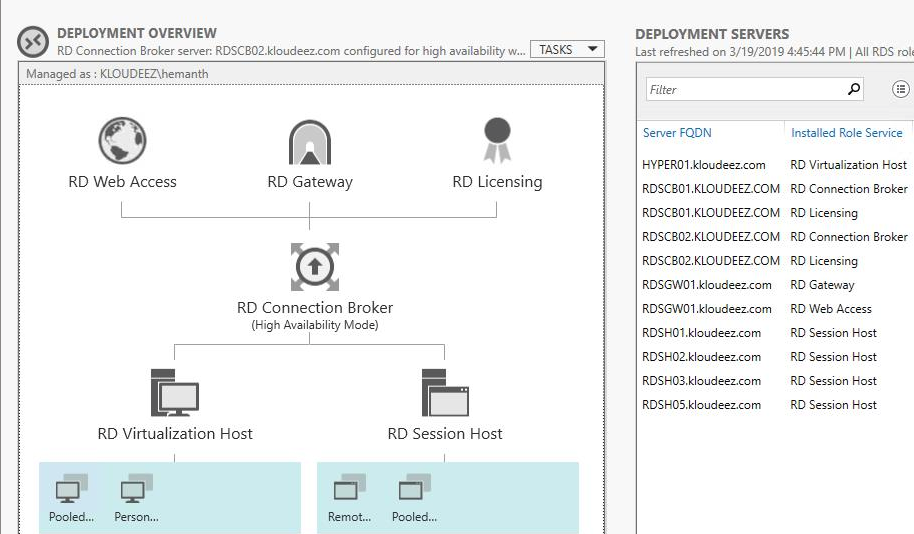 DEPLOYMENT OVERVIEW
RD Connection Broker server: RDSCB02.kloudeez.com configured for high availability w...
TASKS
Managed as : KLOUDEEZ\hemanth
RD Web Access
RD Gateway
RD Licensing
RD Connection Broker
(High Availability Mode)
RD Virtualization Host
RD Session Host
Pooled...
Person...
Remot...
Pooled...
DEPLOYMENT SERVERS
Last refreshed on 3/19/2019 4:45:44 PM | All RDS role
Filter
Server FQDN Installed Role Service
HYPER01.kloudeez.com RD Virtualization Host
RDSCB01.KLOUDEEZ.COM RD Connection Broker
RDSCB01.KLOUDEEZ.COM RD Licensing
RDSCB02.KLOUDEEZ.COM RD Connection Broker
RDSCB02.KLOUDEEZ.COM RD Licensing
RDSGW01.kloudeez.com RD Gateway
RDSGW01.kloudeez.com RD Web Access
RDSH01.kloudeez.com RD Session Host
RDSH02.kloudeez.com RD Session Host
RDSH03.kloudeez.com RD Session Host
RDSH05.kloudeez.com RD Session Host